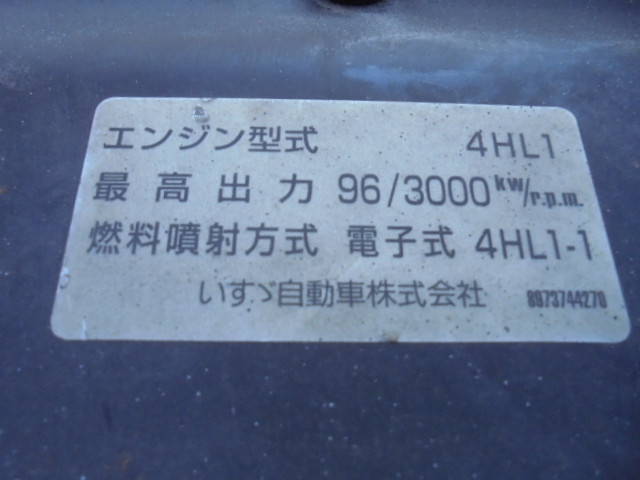 エンジン型式 4HL1
最高出力 96/3000 kW/r.p.m.
燃料噴射方式 電子式 4HL1-1
いすゞ自動車株式会社 8973744270